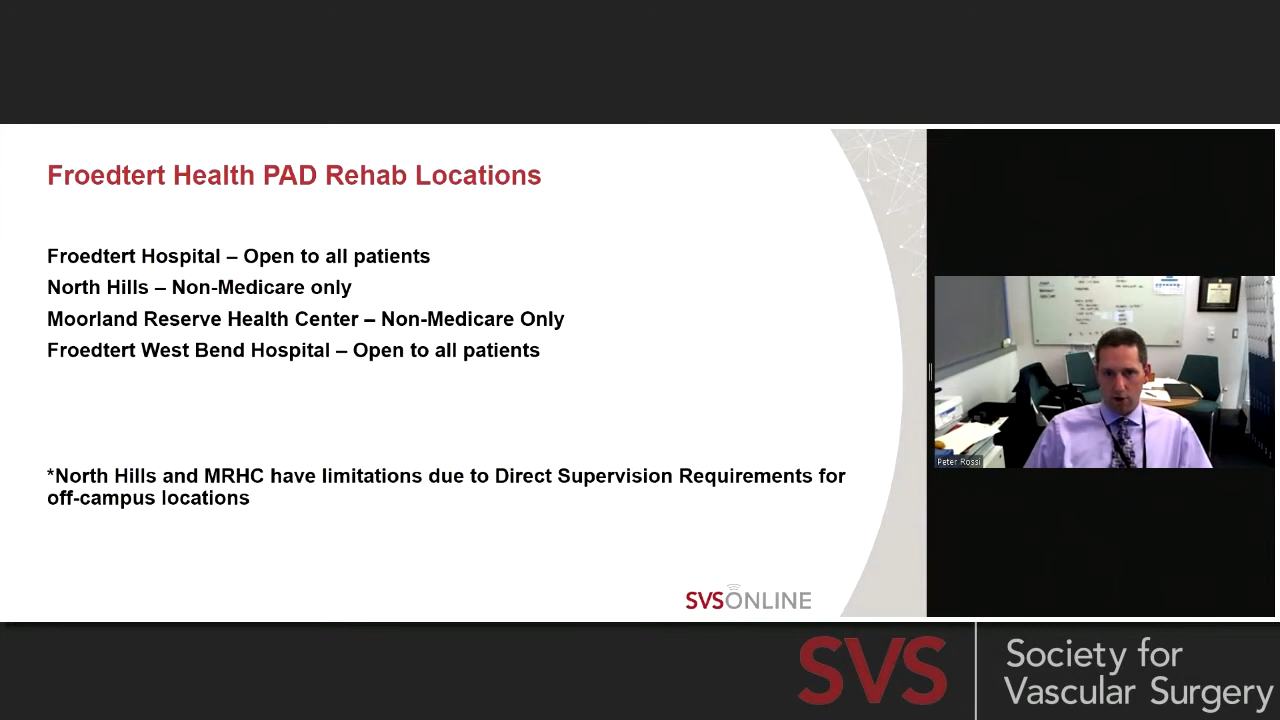 Froedtert Health PAD Rehab Locations
Froedtert Hospital – Open to all patients
North Hills – Non-Medicare only
Moorland Reserve Health Center – Non-Medicare Only
Froedtert West Bend Hospital – Open to all patients
*North Hills and MRHC have limitations due to Direct Supervision Requirements for
off-campus locations
SVSONLINE
Peter Rossi
SVS
Society for
Vascular Surgery